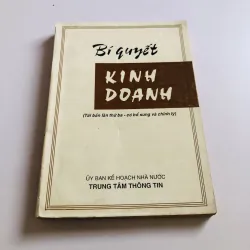 Bí quyết
KINH
DOANH
(Tái bản lần thứ ba - có bổ sung và chỉnh lý)
ỦY BAN KẾ HOẠCH NHÀ NƯỚC
TRUNG TÂM THÔNG TIN